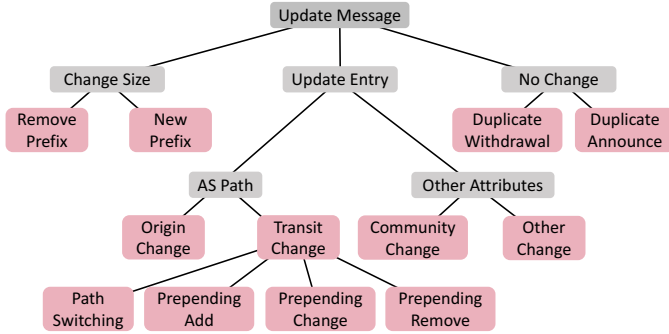 Update Message
Change Size
Update Entry
No Change
Remove
Prefix
New
Prefix
Duplicate
Withdrawal
Duplicate
Announce
AS Path
Other Attributes
Origin
Change
Transit
Change
Community
Change
Other
Change
Path
Switching
Prepending
Add
Prepending
Change
Prepending
Remove